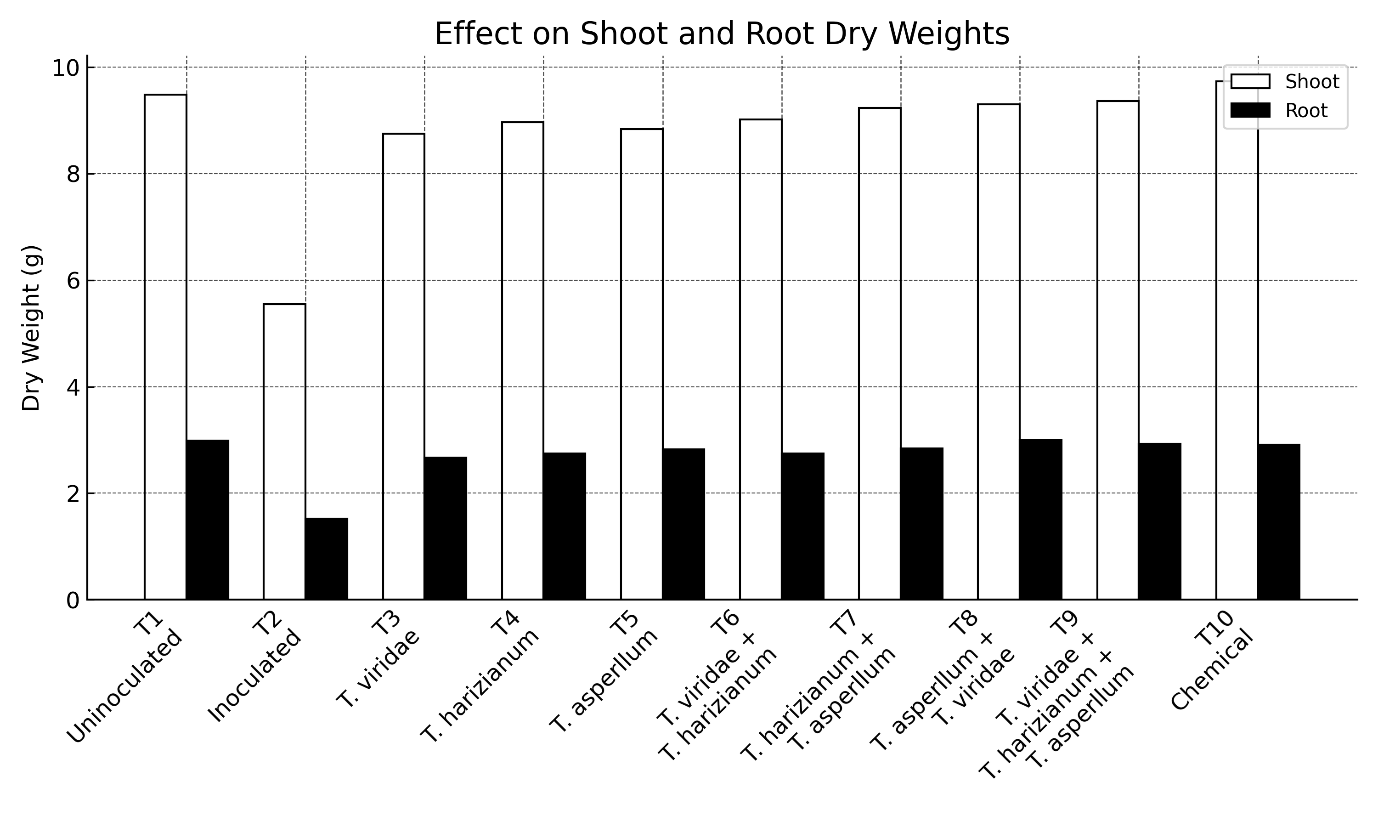 Effect on Shoot and Root Dry Weights
Shoot
Root
Dry Weight (g)
10
8
6
4
2
0
T1
Uninoculated
T2
Inoculated
T3
T. viridae
T4
T. harizianum
T5
T. asperllum
T6
T. viridae +
T. harizianum
T7
T. harizianum +
T. asperllum
T8
T. asperllum +
T. viridae
T9
T. viridae +
T. harizianum +
T. asperllum
T10
Chemical